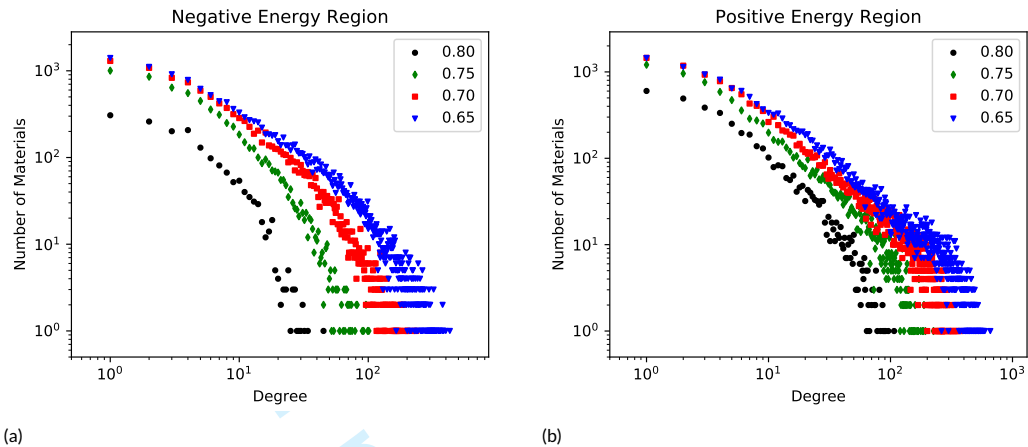 Negative Energy Region
Number of Materials
10³
10²
10¹
10⁰
0.80
0.75
0.70
0.65
10⁰ 10¹ 10²
Degree
(a)
Positive Energy Region
Number of Materials
10³
10²
10¹
10⁰
0.80
0.75
0.70
0.65
10⁰ 10¹ 10² 10³
Degree
(b)